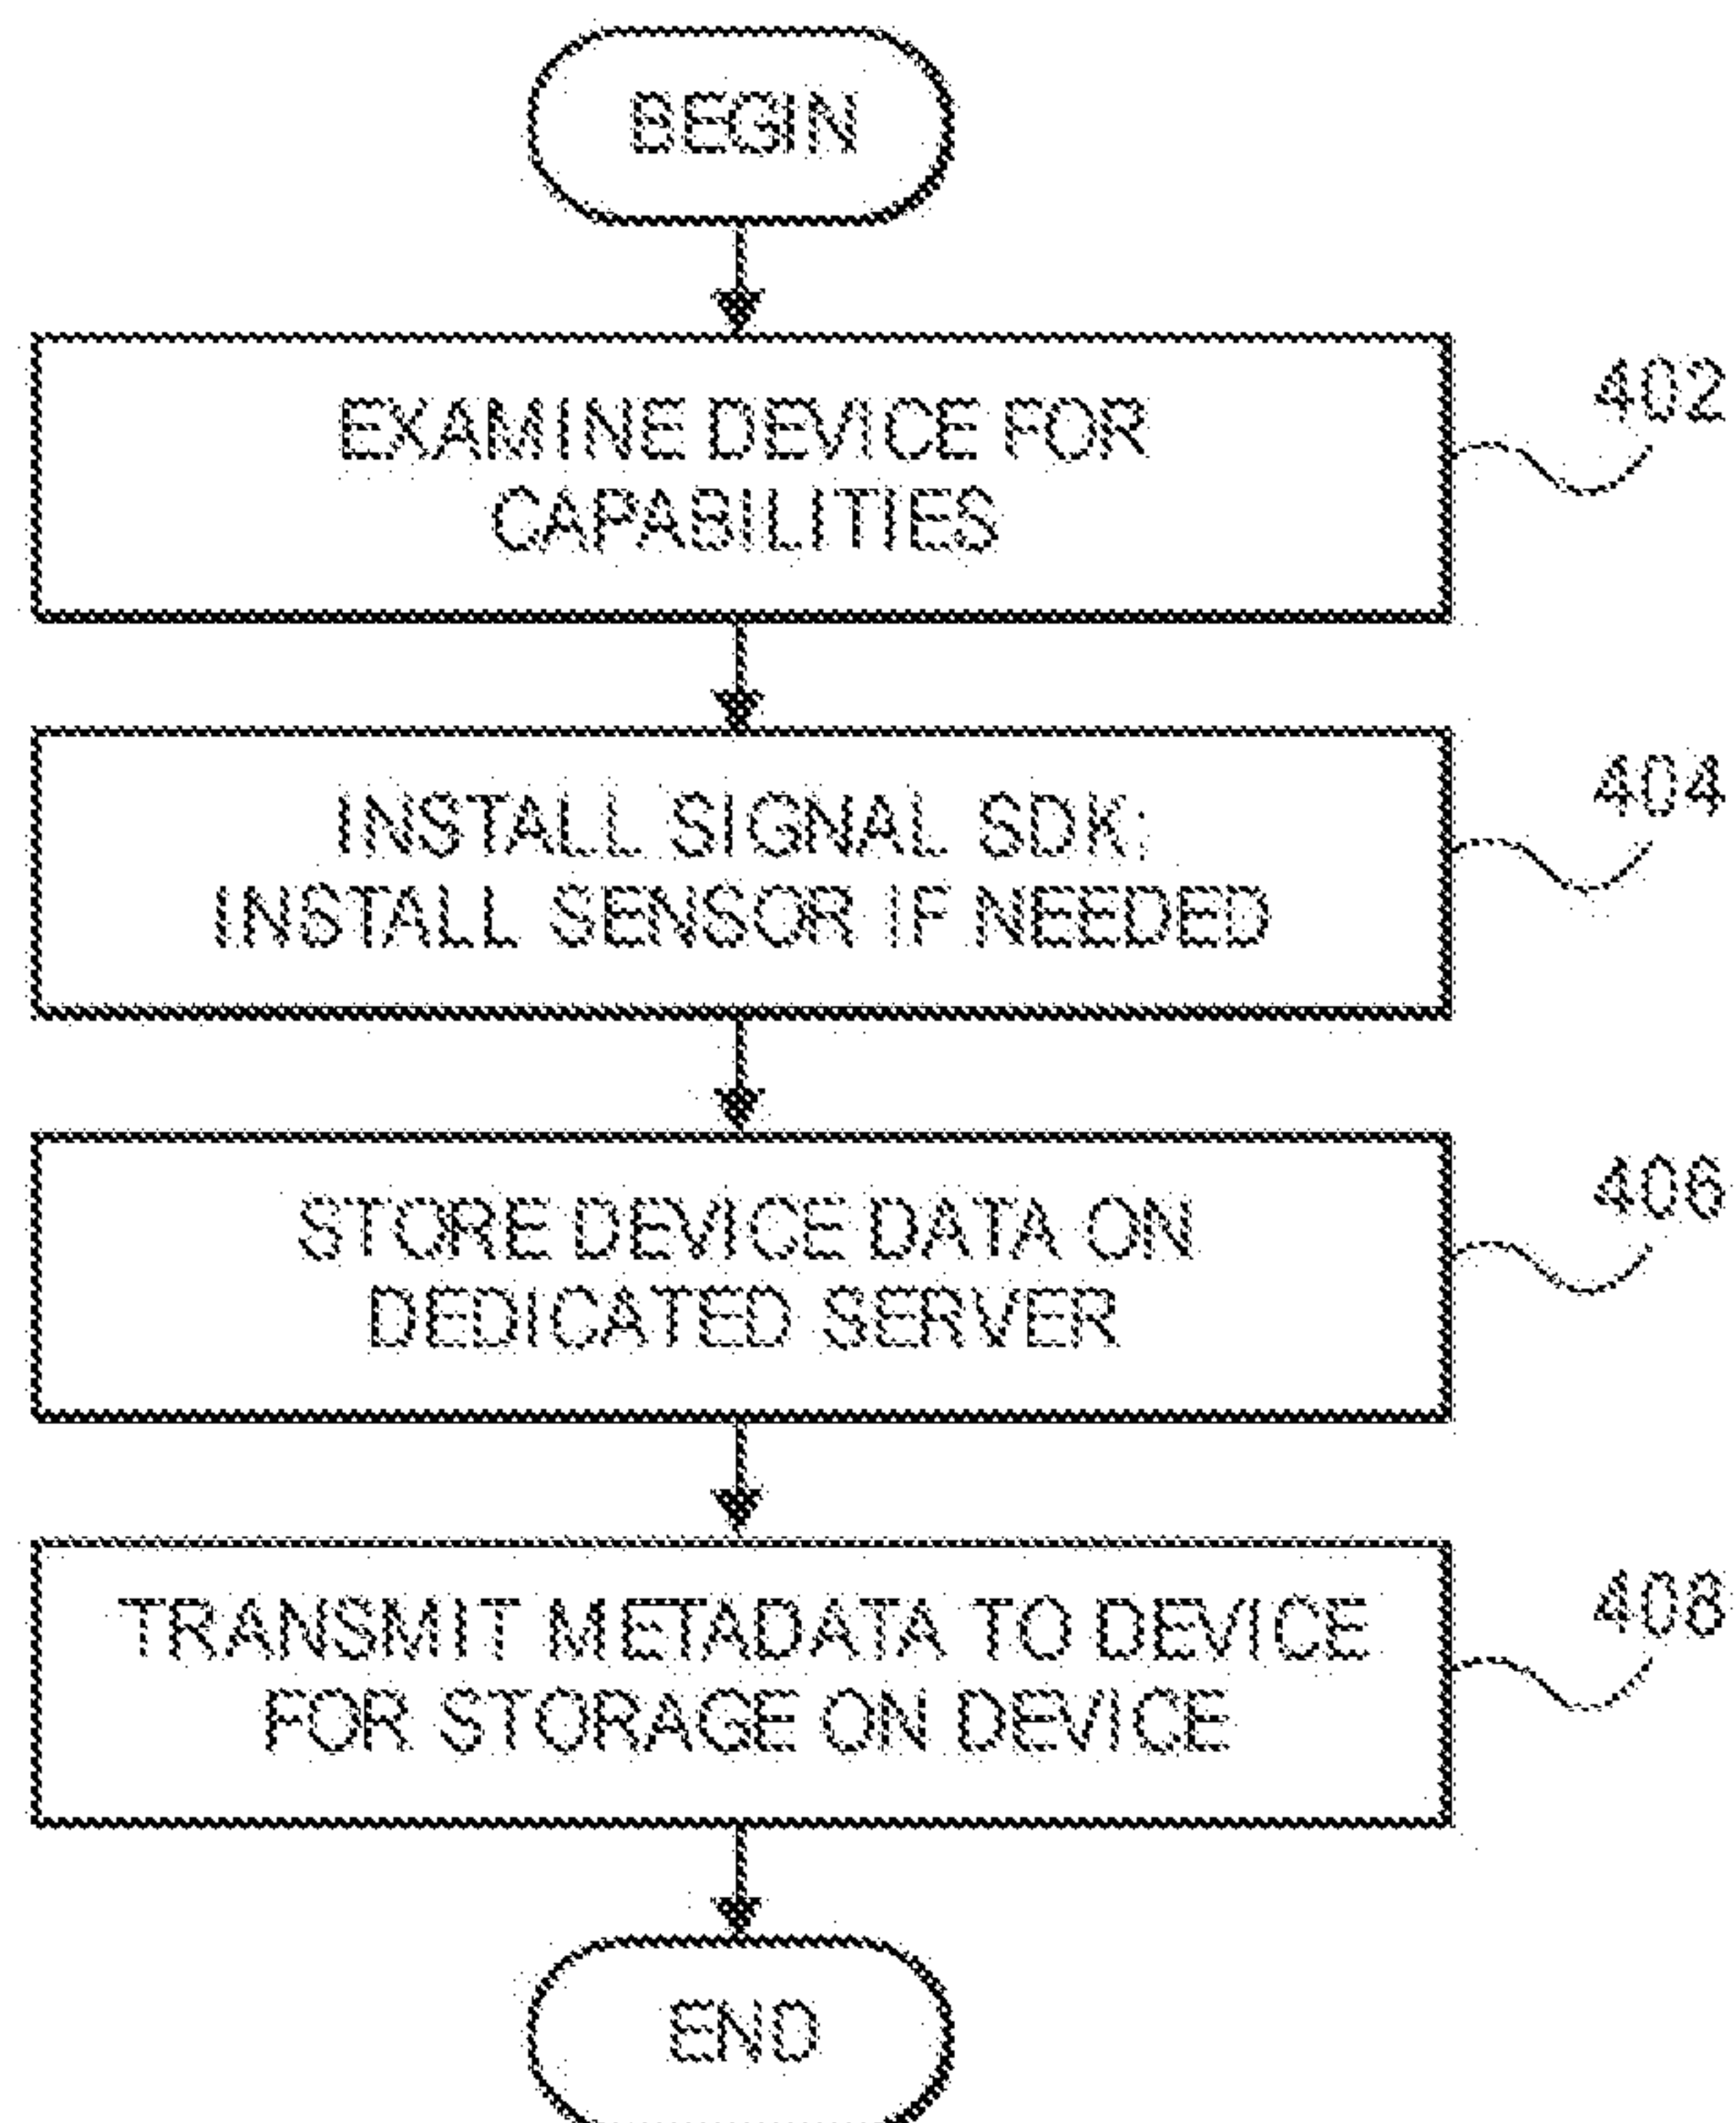 BEGIN
EXAMINE DEVICE FOR
CAPABILITIES
402
INSTALL SIGNAL SDK;
INSTALL SENSOR IF NEEDED
404
STORE DEVICE DATA ON
DEDICATED SERVER
406
TRANSMIT METADATA TO DEVICE
FOR STORAGE ON DEVICE
408
END